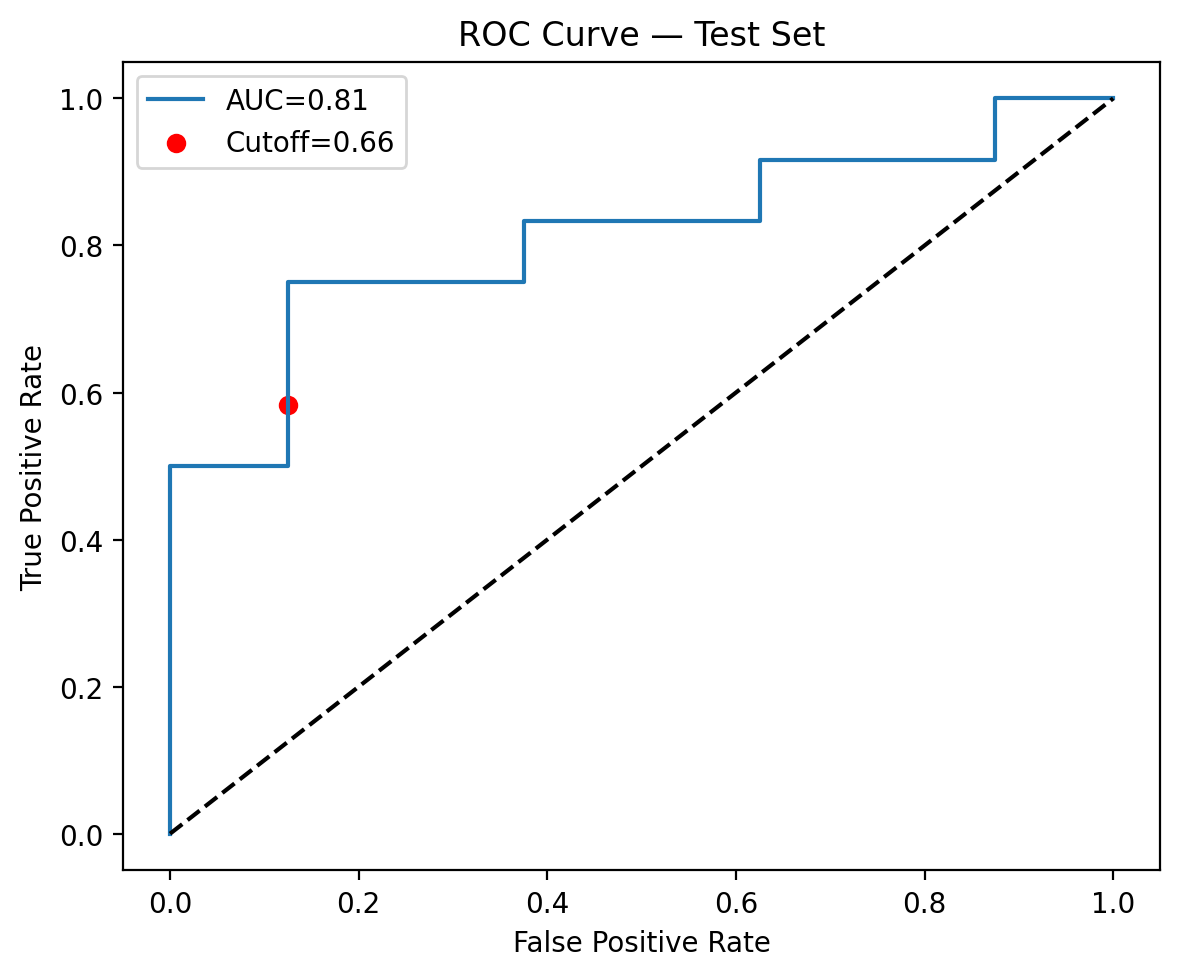 ROC Curve — Test Set
AUC=0.81
Cutoff=0.66
True Positive Rate
1.0
0.8
0.6
0.4
0.2
0.0
0.0 0.2 0.4 0.6 0.8 1.0
False Positive Rate